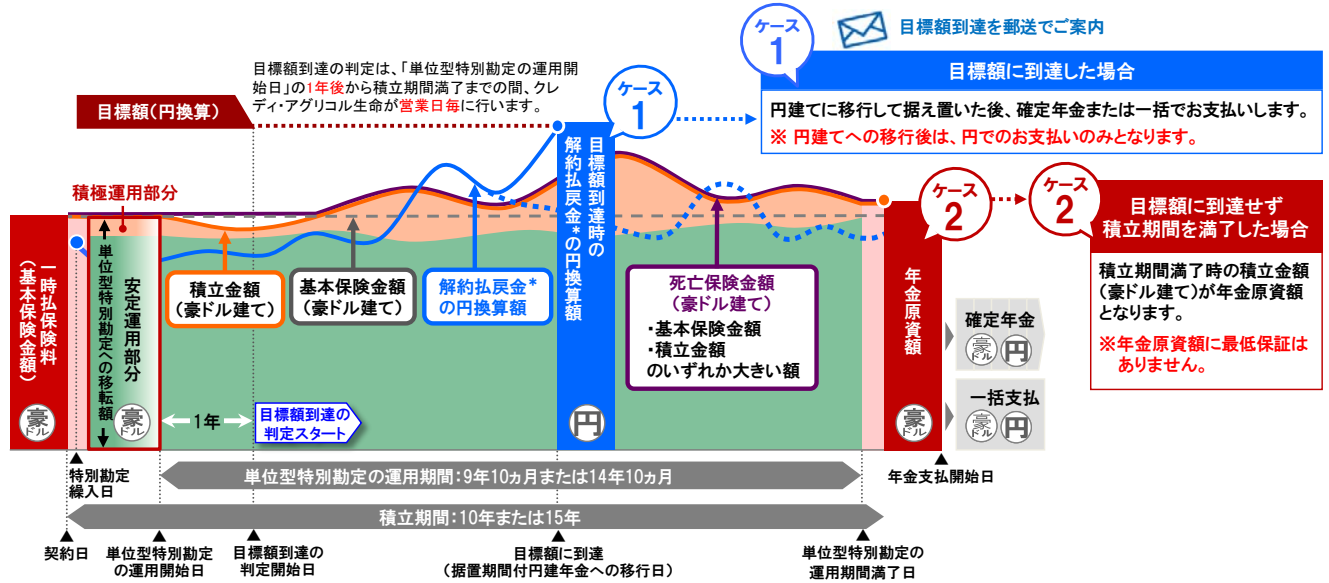 ケース
1
目標額到達を郵送でご案内
目標額に到達した場合
円建てに移行して据え置いた後、確定年金または一括でお支払いします。
※ 円建てへの移行後は、円でのお支払いのみとなります。
目標額到達の判定は、「単位型特別勘定の運用開
始日」の1年後から積立期間満了までの間、クレ
ディ・アグリコル生命が営業日毎に行います。
目標額(円換算)
ケース
1
目標額到達時の
解約払戻金*の円換算額
円
積極運用部分
一時払保険料
(基本保険金額)
豪
ドル
単位型特別勘定への移転額
安定運用部分
豪
ドル
積立金額
(豪ドル建て)
基本保険金額
(豪ドル建て)
解約払戻金*
の円換算額
死亡保険金額
(豪ドル建て)
・基本保険金額
・積立金額
のいずれか大きい額
1年
目標額到達の
判定スタート
年金原資額
豪
ドル
ケース
2
ケース
2
目標額に到達せず
積立期間を満了した場合
積立期間満了時の積立金額
(豪ドル建て)が年金原資額
となります。
※年金原資額に最低保証は
ありません。
確定年金
豪
ドル
円
一括支払
豪
ドル
円
特別勘定
繰入日
単位型特別勘定の運用期間:9年10ヵ月または14年10ヵ月
年金支払開始日
積立期間:10年または15年
契約日
単位型特別勘定
の運用開始日
目標額到達の
判定開始日
目標額に到達
(据置期間付円建年金への移行日)
単位型特別勘定の
運用期間満了日